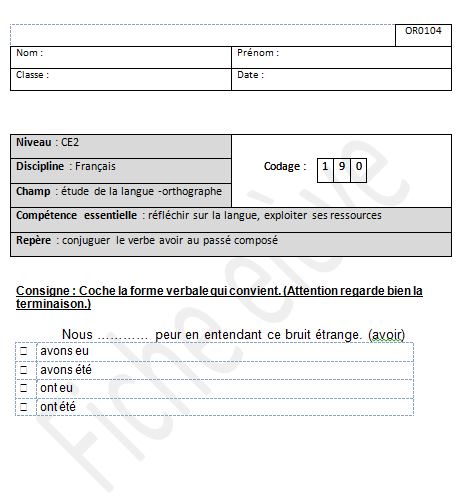 OR0104
Nom : Prénom :
Classe : Date :
Niveau : CE2
Discipline : Français
Codage : 1 9 0
Champ : étude de la langue -orthographe
Compétence essentielle : réfléchir sur la langue, exploiter ses ressources
Repère : conjuguer le verbe avoir au passé composé
Consigne : Coche la forme verbale qui convient. (Attention regarde bien la
terminaison.)
Nous ………… peur en entendant ce bruit étrange. (avoir)
☐ avons eu
☐ avons été
☐ ont eu
☐ ont été
Fiche élève